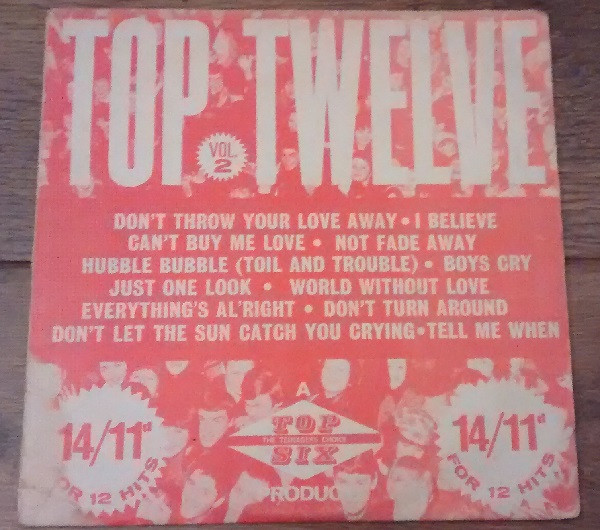 TOP TWELVE
VOL.
2
DON'T THROW YOUR LOVE AWAY • I BELIEVE
CAN'T BUY ME LOVE • NOT FADE AWAY
HUBBLE BUBBLE (TOIL AND TROUBLE) • BOYS CRY
JUST ONE LOOK • WORLD WITHOUT LOVE
EVERYTHING'S AL'RIGHT • DON'T TURN AROUND
DON'T LET THE SUN CATCH YOU CRYING • TELL ME WHEN
14/11d
FOR 12 HITS
A
TOP
THE TEENAGERS CHOICE
SIX
PRODUC
14/11d
FOR 12 HITS